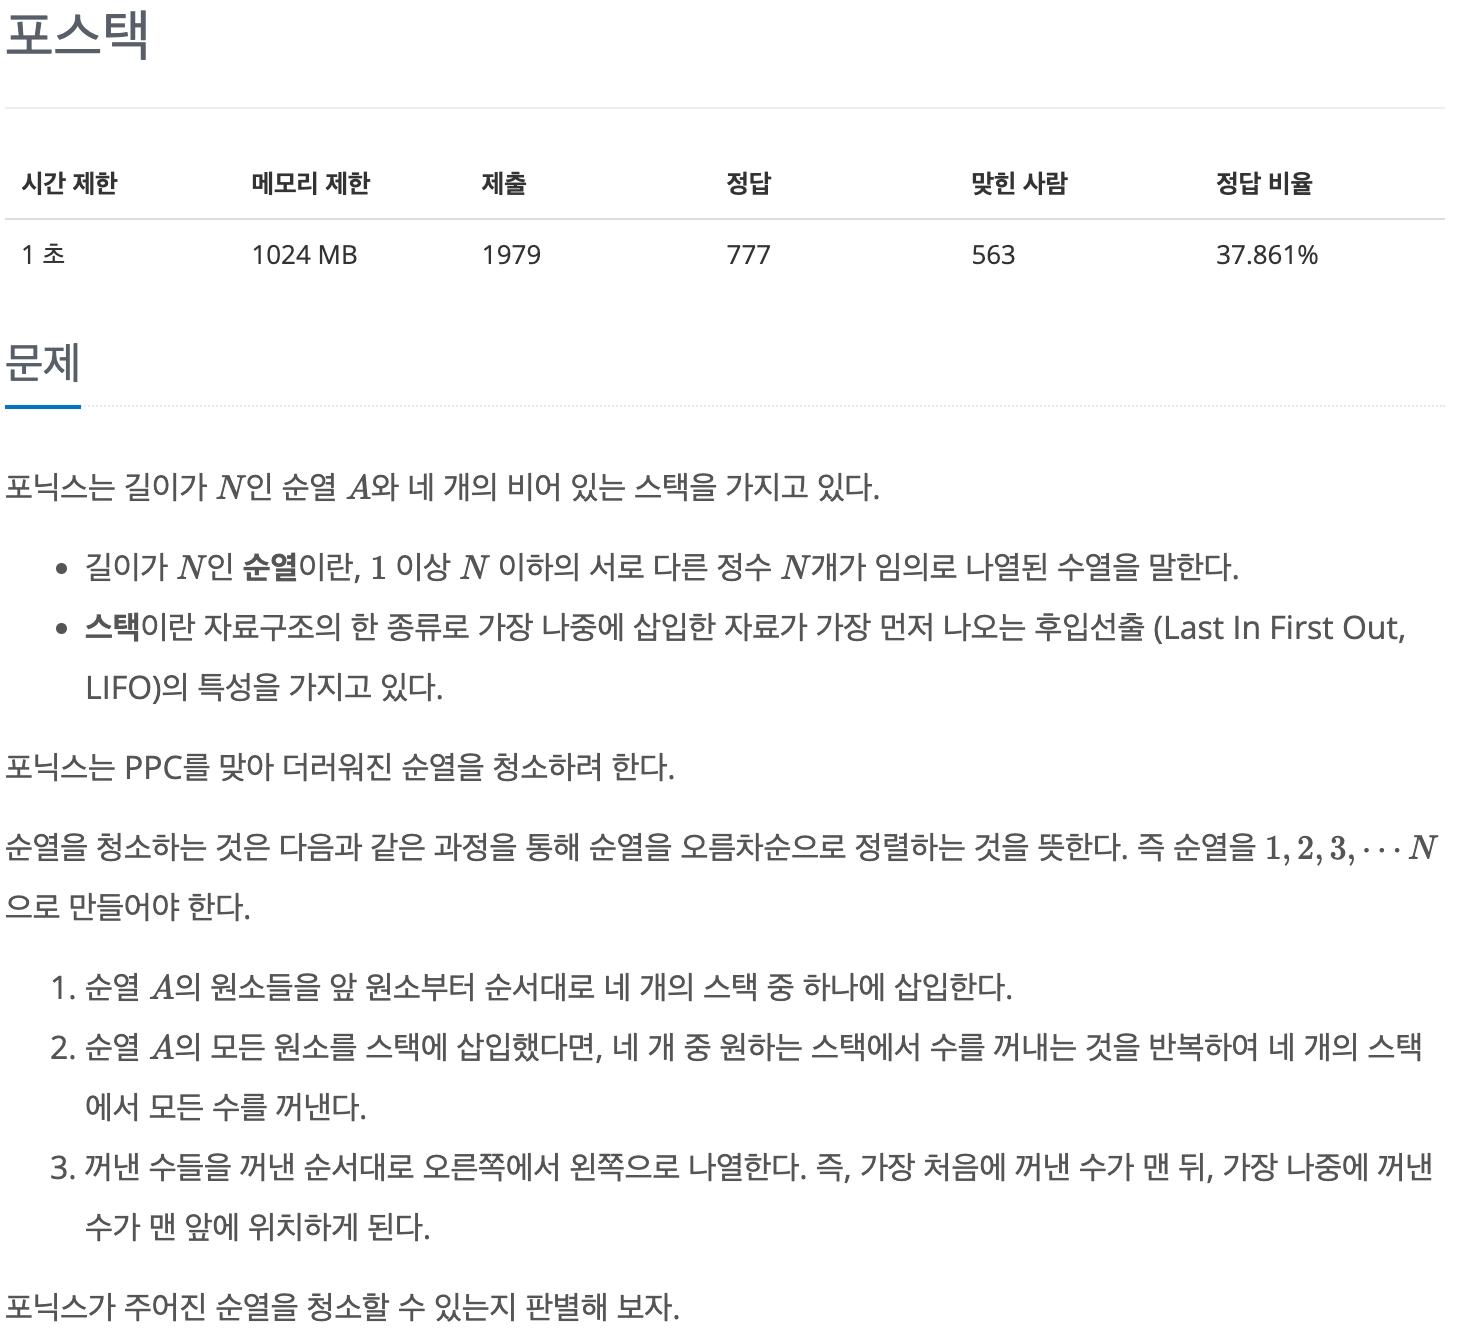 포스택
시간 제한 메모리 제한 제출 정답 맞힌 사람 정답 비율
1 초 1024 MB 1979 777 563 37.861%
문제
포닉스는 길이가 N인 순열 A와 네 개의 비어 있는 스택을 가지고 있다.
• 길이가 N인 순열이란, 1 이상 N 이하의 서로 다른 정수 N개가 임의로 나열된 수열을 말한다.
• 스택이란 자료구조의 한 종류로 가장 나중에 삽입한 자료가 가장 먼저 나오는 후입선출 (Last In First Out,
LIFO)의 특성을 가지고 있다.
포닉스는 PPC를 맞아 더러워진 순열을 청소하려 한다.
순열을 청소하는 것은 다음과 같은 과정을 통해 순열을 오름차순으로 정렬하는 것을 뜻한다. 즉 순열을 1, 2, 3, ⋯ N
으로 만들어야 한다.
1. 순열 A의 원소들을 앞 원소부터 순서대로 네 개의 스택 중 하나에 삽입한다.
2. 순열 A의 모든 원소를 스택에 삽입했다면, 네 개 중 원하는 스택에서 수를 꺼내는 것을 반복하여 네 개의 스택
에서 모든 수를 꺼낸다.
3. 꺼낸 수들을 꺼낸 순서대로 오른쪽에서 왼쪽으로 나열한다. 즉, 가장 처음에 꺼낸 수가 맨 뒤, 가장 나중에 꺼낸
수가 맨 앞에 위치하게 된다.
포닉스가 주어진 순열을 청소할 수 있는지 판별해 보자.